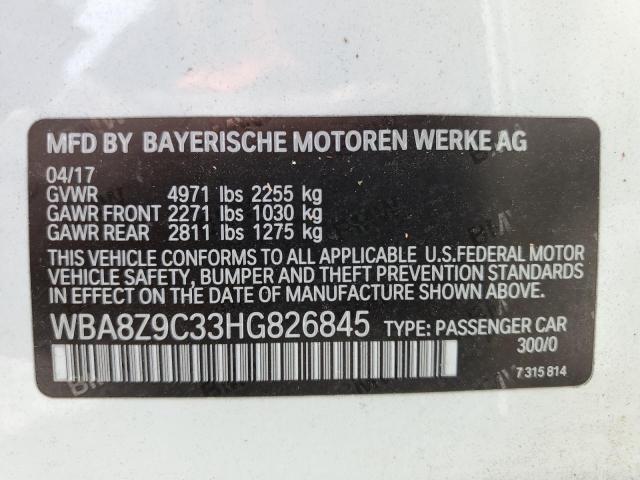 MFD BY BAYERISCHE MOTOREN WERKE AG
04/17
GVWR 4971 lbs 2255 kg
GAWR FRONT 2271 lbs 1030 kg
GAWR REAR 2811 lbs 1275 kg
THIS VEHICLE CONFORMS TO ALL APPLICABLE U.S.FEDERAL MOTOR
VEHICLE SAFETY, BUMPER AND THEFT PREVENTION STANDARDS
IN EFFECT ON THE DATE OF MANUFACTURE SHOWN ABOVE.
WBA8Z9C33HG826845 TYPE: PASSENGER CAR
300/0
7 315 814